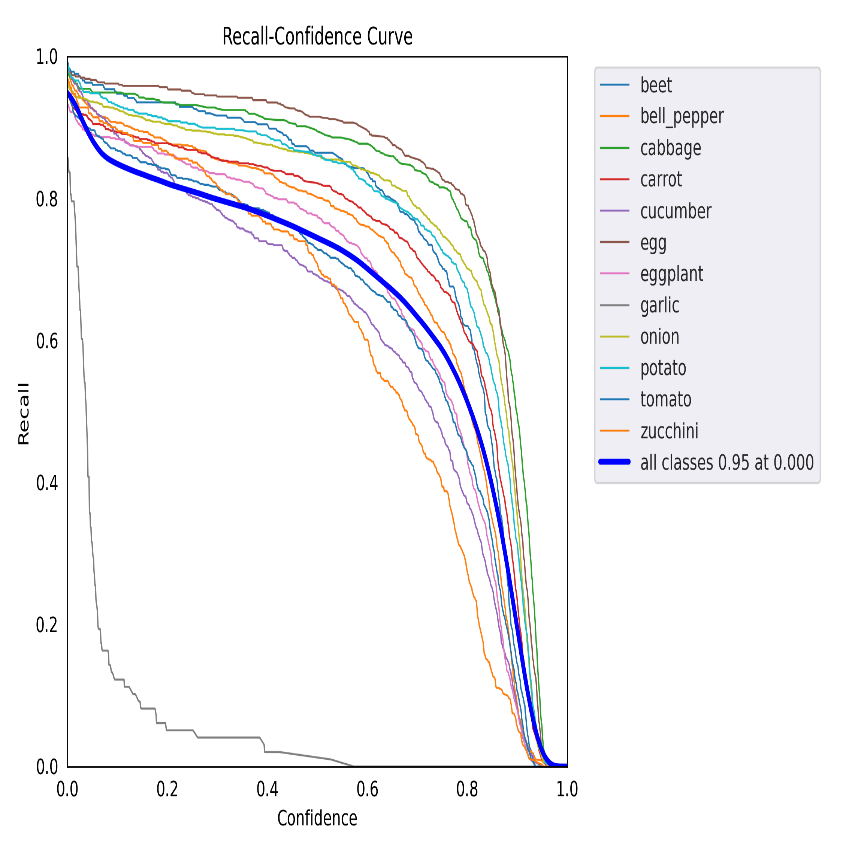 Recall-Confidence Curve
1.0
0.8
0.6
0.4
0.2
0.0
Recall
0.0 0.2 0.4 0.6 0.8 1.0
Confidence
beet
bell_pepper
cabbage
carrot
cucumber
egg
eggplant
garlic
onion
potato
tomato
zucchini
all classes 0.95 at 0.000